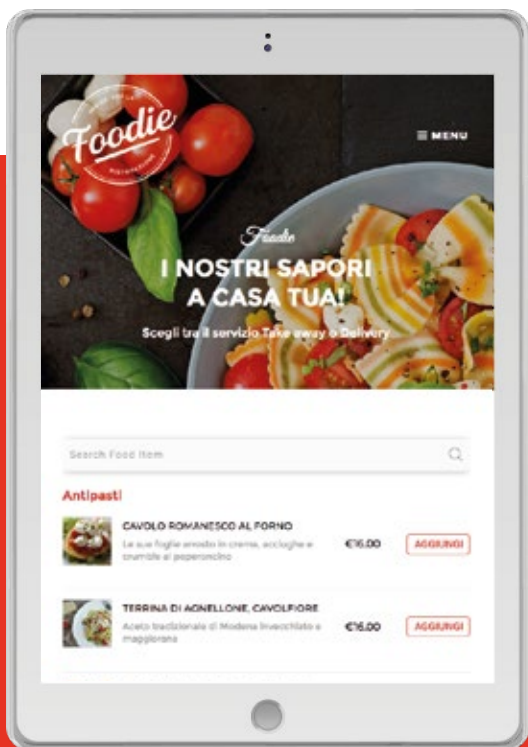 Foodie
RISTORAZIONE
MENU
Foodie
I NOSTRI SAPORI
A CASA TUA!
Scegli tra il servizio Take away o Delivery
Search Food Item
Antipasti
CAVOLO ROMANESCO AL FORNO
Le sue foglie arrosto in crema, acciughe e
crumble al peperoncino
€16.00
AGGIUNGI
TERRINA DI AGNELLONE, CAVOLFIORE
Aceto tradizionale di Modena invecchiato e
maggiorana
€16.00
AGGIUNGI